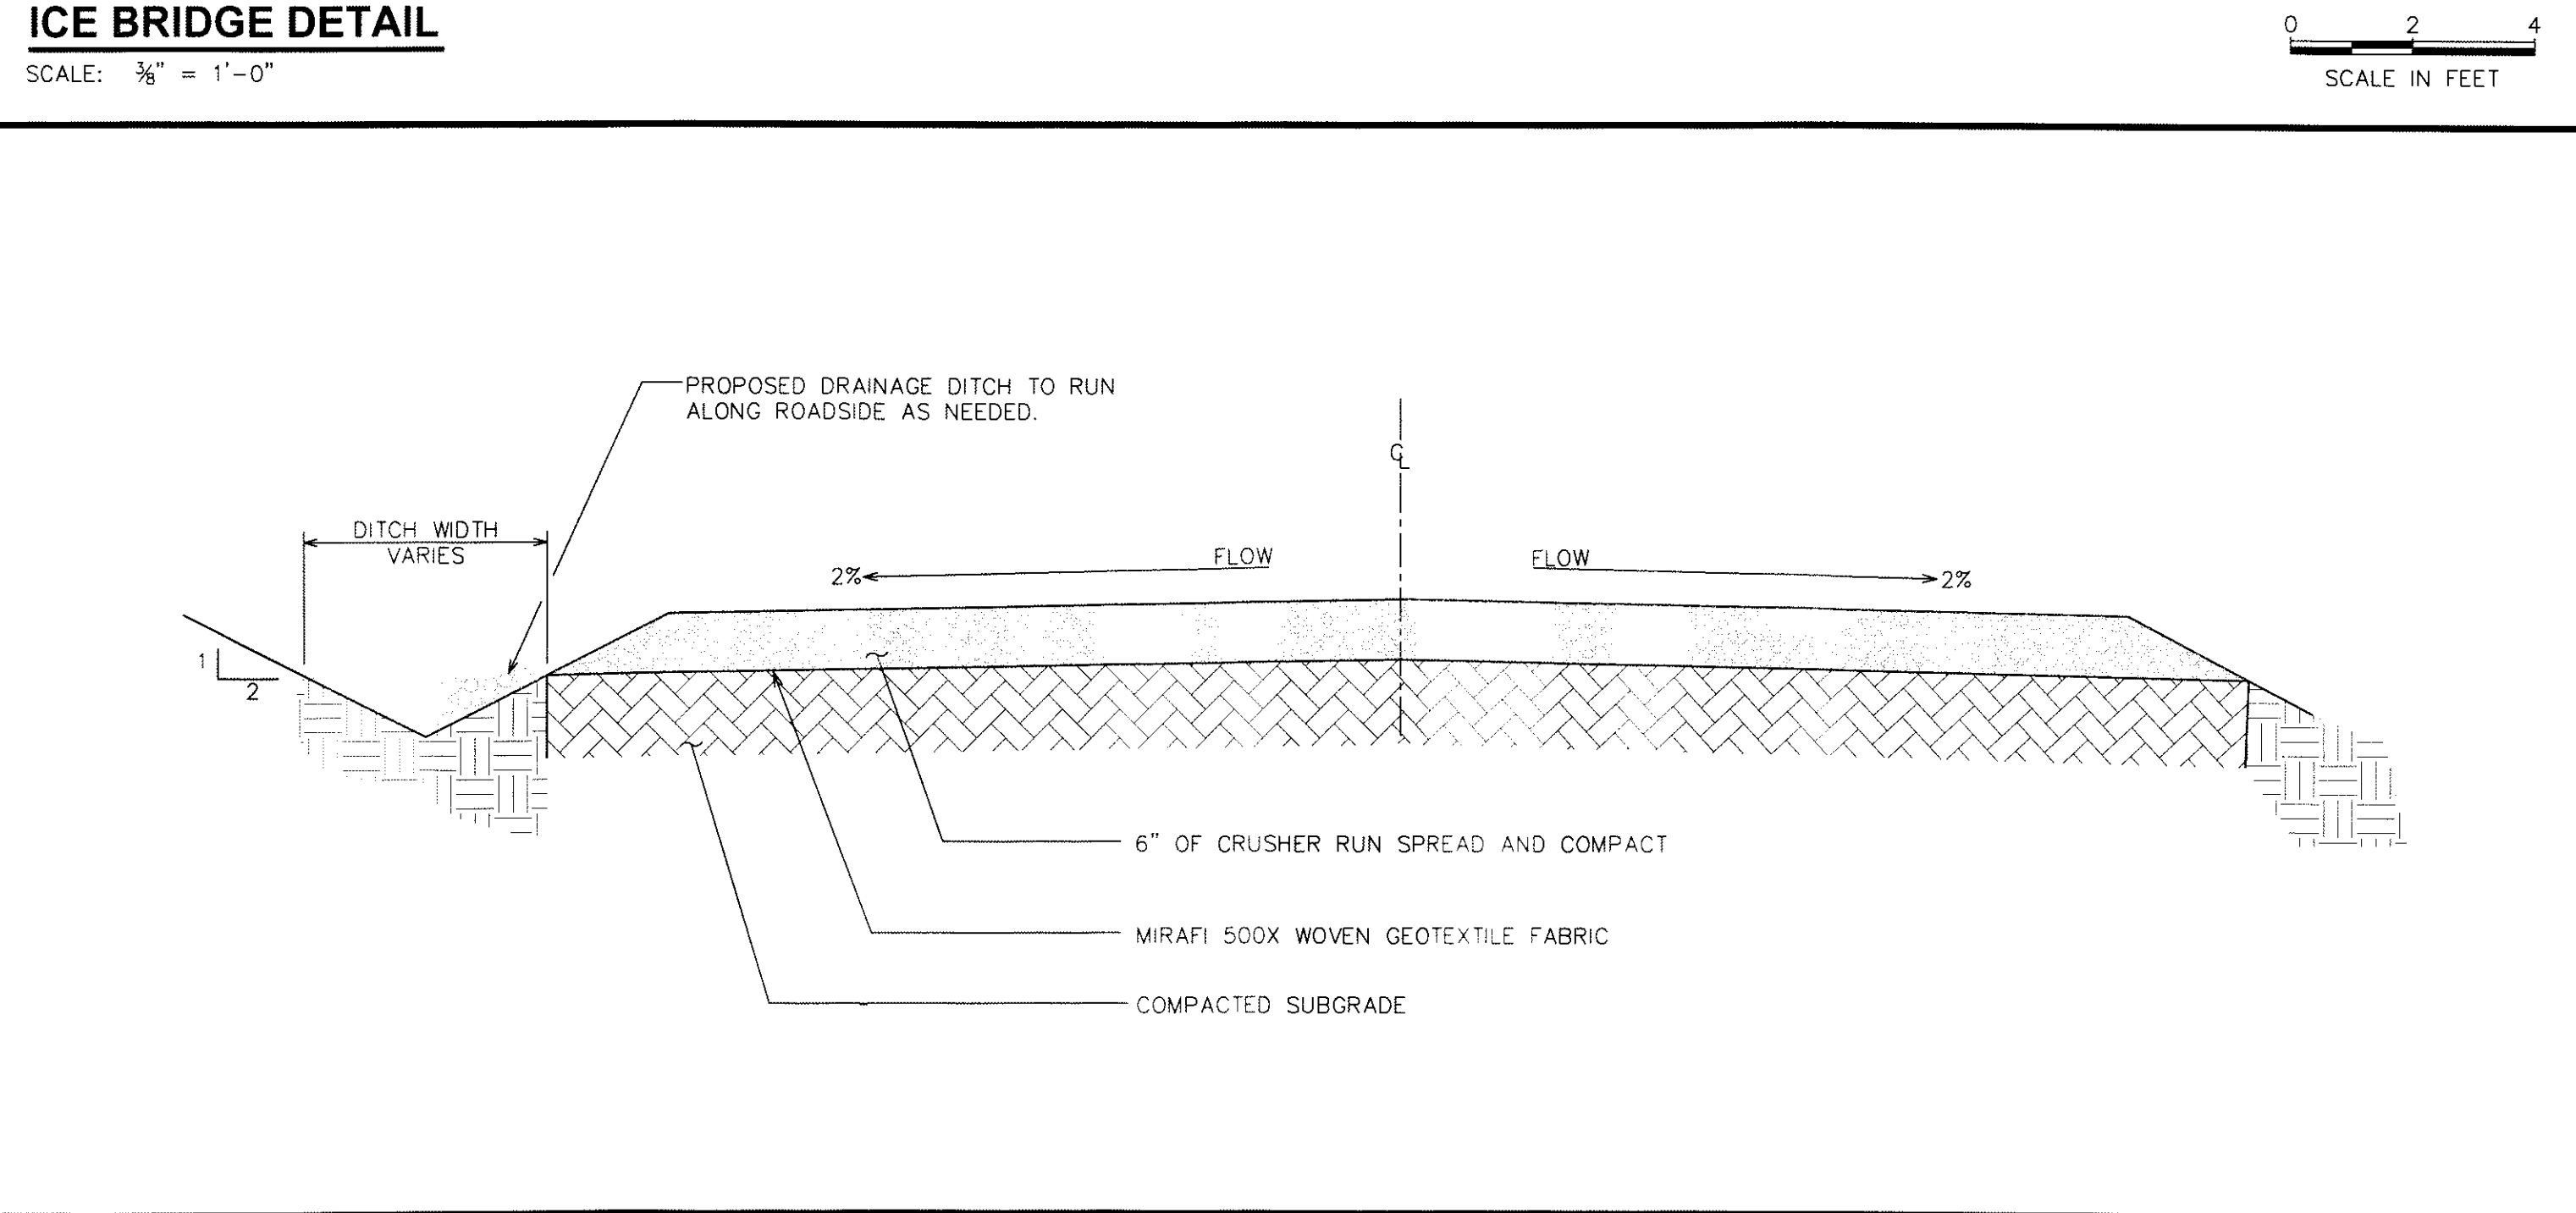 ICE BRIDGE DETAIL
SCALE: ⅜" = 1'-0"
0 2 4
SCALE IN FEET
PROPOSED DRAINAGE DITCH TO RUN
ALONG ROADSIDE AS NEEDED.
℄
DITCH WIDTH
VARIES
FLOW
2%
FLOW
2%
1
2
6" OF CRUSHER RUN SPREAD AND COMPACT
MIRAFI 500X WOVEN GEOTEXTILE FABRIC
COMPACTED SUBGRADE